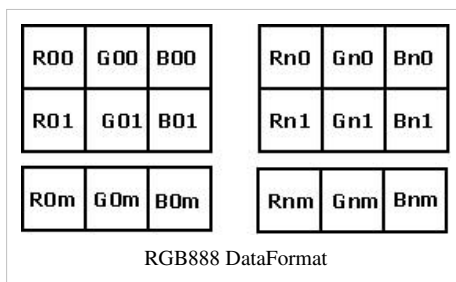 R00 G00 B00 Rn0 Gn0 Bn0
R01 G01 B01 Rn1 Gn1 Bn1
R0m G0m B0m Rnm Gnm Bnm
RGB888 DataFormat